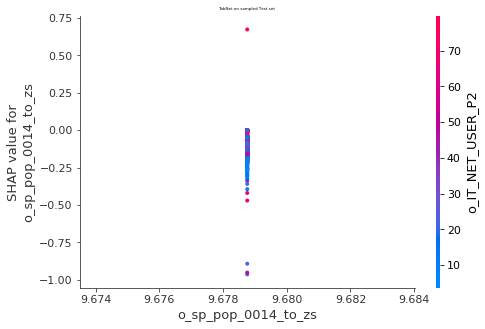 TabNet on sampled Test set
0.75
0.50
0.25
0.00
−0.25
−0.50
−0.75
−1.00
SHAP value for
o_sp_pop_0014_to_zs
9.674 9.676 9.678 9.680 9.682 9.684
o_sp_pop_0014_to_zs
70
60
50
40
30
20
10
o_IT_NET_USER_P2